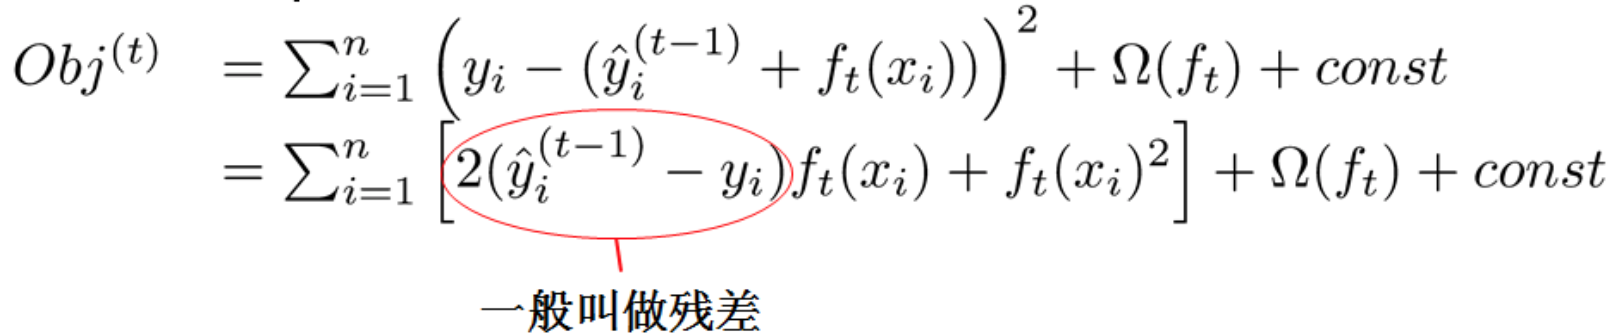 Obj^{(t)} = \sum_{i=1}^{n} \left( y_i - (\hat{y}_i^{(t-1)} + f_t(x_i)) \right)^2 + \Omega(f_t) + const
= \sum_{i=1}^{n} \left[ 2(\hat{y}_i^{(t-1)} - y_i) f_t(x_i) + f_t(x_i)^2 \right] + \Omega(f_t) + const
一般叫做残差